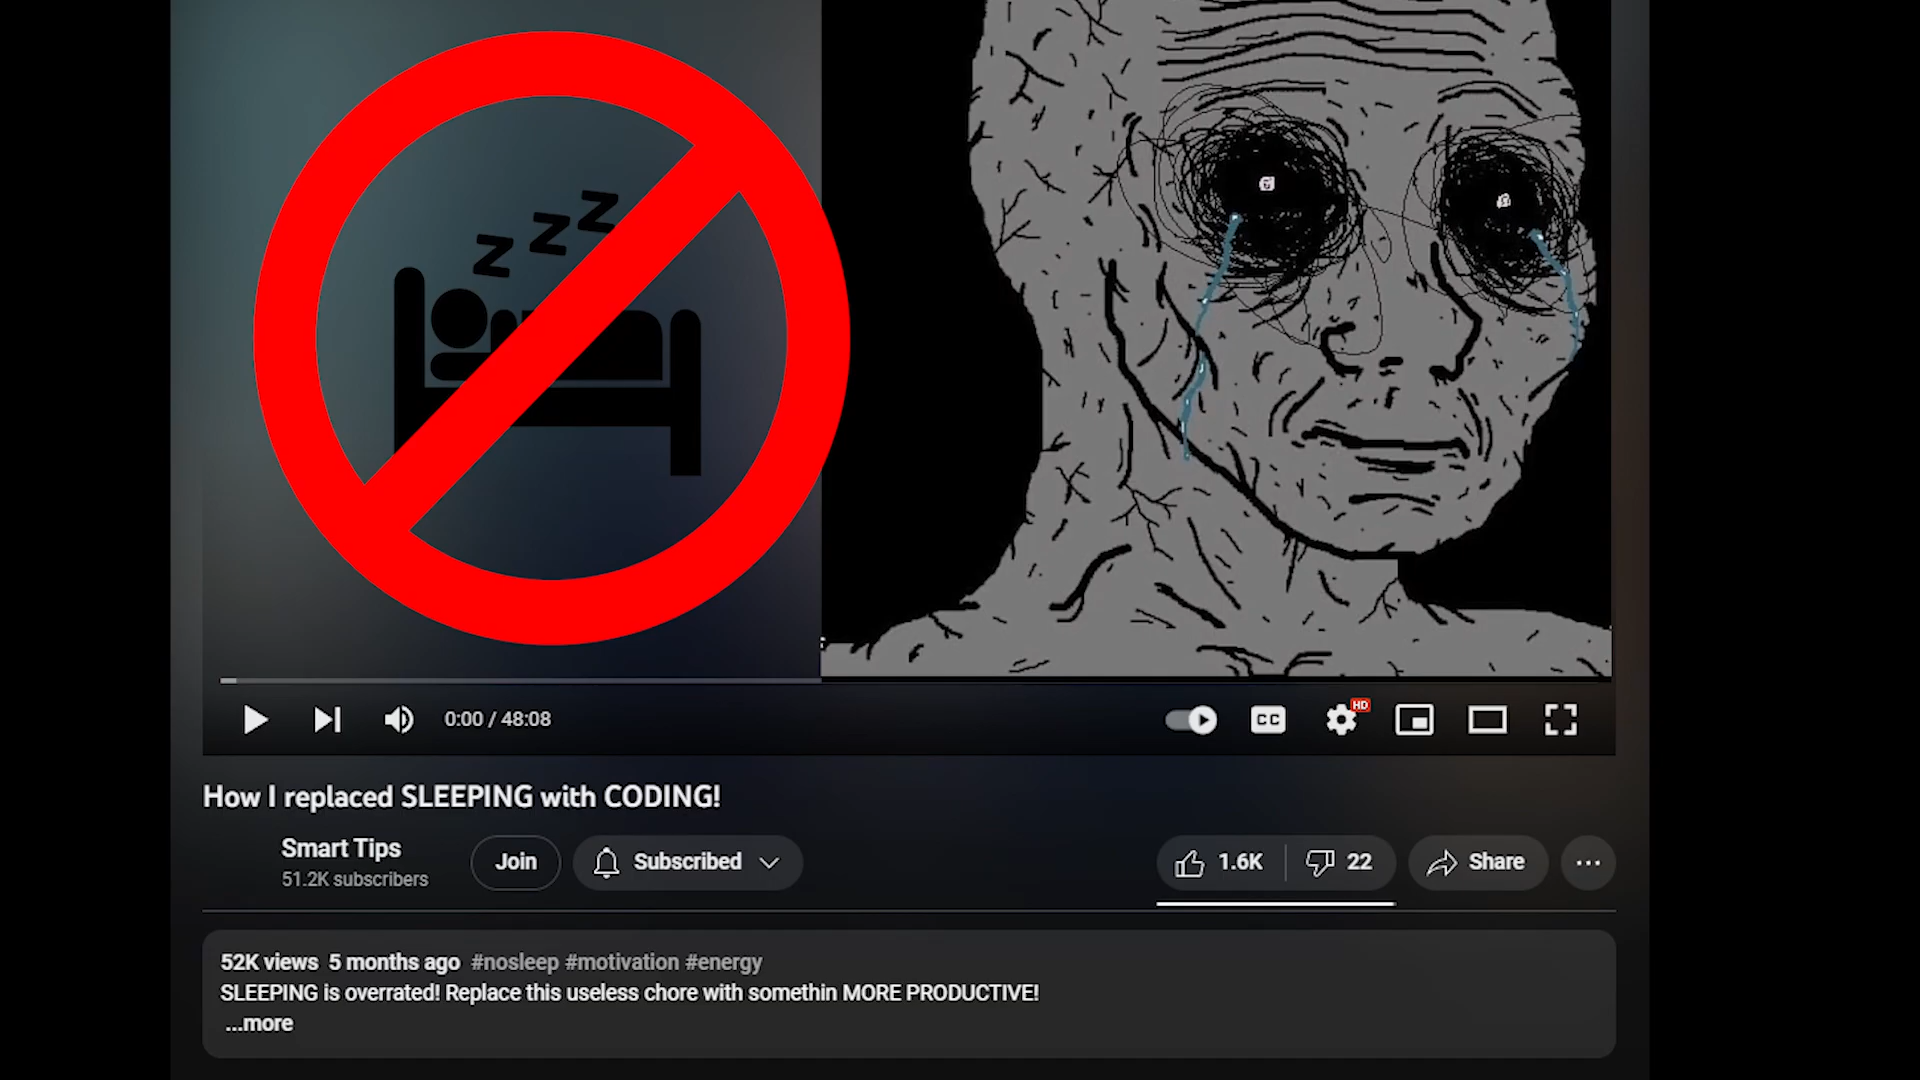 z z z
0:00 / 48:08
CC
HD
How I replaced SLEEPING with CODING!
Smart Tips
51.2K subscribers
Join
Subscribed
1.6K
22
Share
52K views 5 months ago #nosleep #motivation #energy
SLEEPING is overrated! Replace this useless chore with somethin MORE PRODUCTIVE!
...more